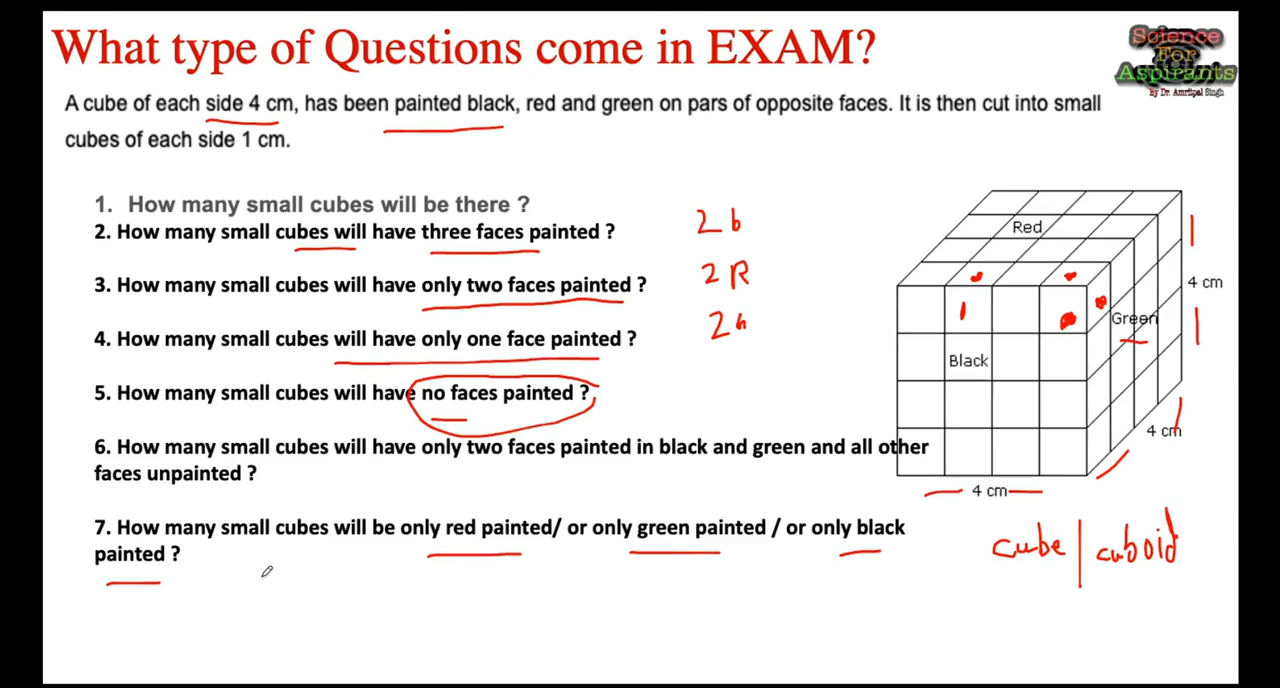 What type of Questions come in EXAM?
Science
For
Aspirants
By Dr. Amritpal Singh
A cube of each side 4 cm, has been painted black, red and green on pars of opposite faces. It is then cut into small
cubes of each side 1 cm.
1. How many small cubes will be there ?
2. How many small cubes will have three faces painted ?
3. How many small cubes will have only two faces painted ?
4. How many small cubes will have only one face painted ?
5. How many small cubes will have no faces painted ?
6. How many small cubes will have only two faces painted in black and green and all other
faces unpainted ?
7. How many small cubes will be only red painted/ or only green painted / or only black
painted ?
2 b
2 R
Red
4 cm
Green
Black
4 cm
4 cm
cube | cuboid